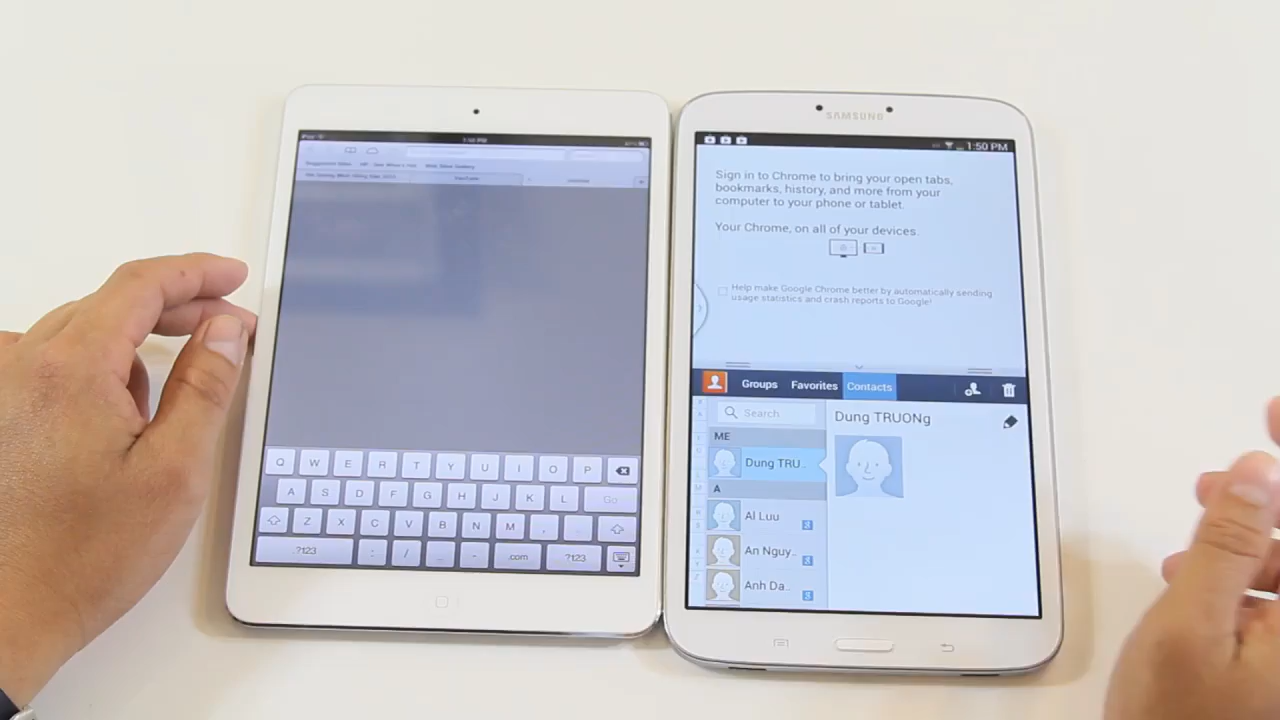 1:50 PM
Q W E R T Y U I O P
A S D F G H J K L Go
Z X C V B N M , .
.?123 : / _ - .com .?123
SAMSUNG
1:50 PM
Sign in to Chrome to bring your open tabs,
bookmarks, history, and more from your
computer to your phone or tablet.
Your Chrome, on all of your devices.
Help make Google Chrome better by automatically sending
usage statistics and crash reports to Google!
Groups Favorites Contacts
Search
Dung TRUONg
ME
Dung TRU..
A
Al Luu
An Nguy..
Anh Da..